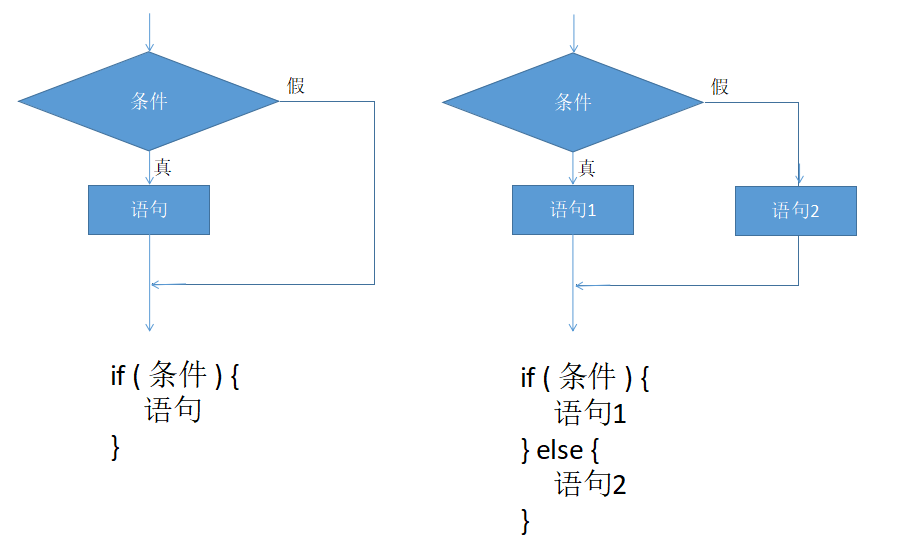 条件
假
真
语句
if ( 条件 ) {
语句
}
条件
假
真
语句1
语句2
if ( 条件 ) {
语句1
} else {
语句2
}